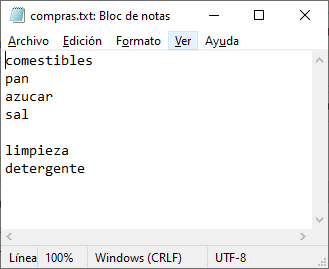 compras.txt: Bloc de notas
Archivo Edición Formato Ver Ayuda
comestibles
pan
azucar
sal

limpieza
detergente
Línea 100% Windows (CRLF) UTF-8